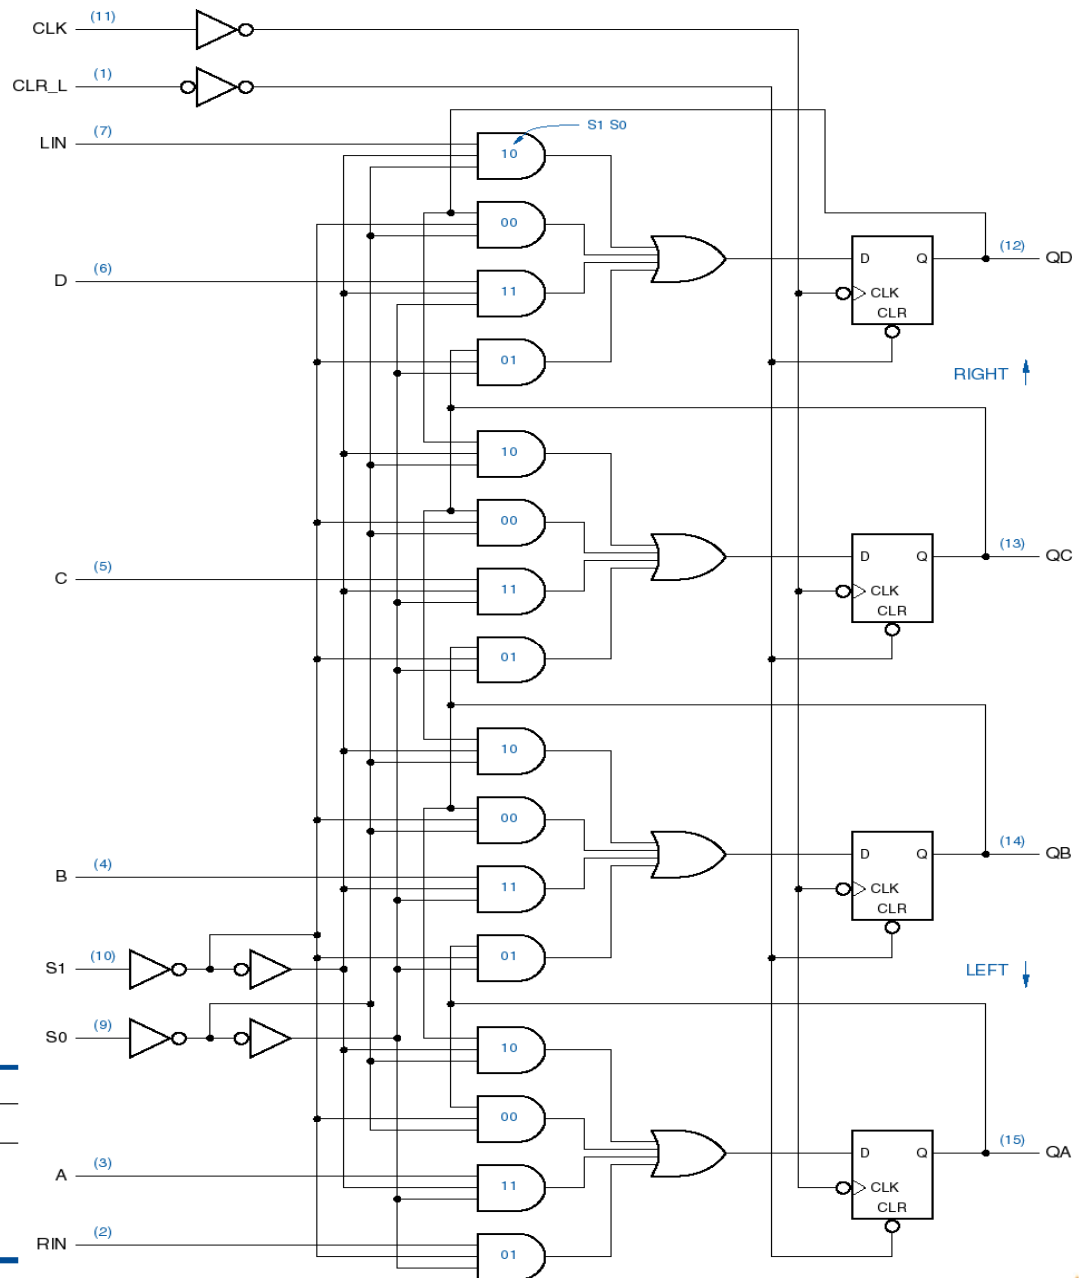 CLK (11)
CLR_L (1)
LIN (7)
S1 S0
10
00
D Q (12) QD
D (6)
11
CLK
CLR
01
RIGHT
10
00
D Q (13) QC
C (5)
11
CLK
CLR
01
10
00
D Q (14) QB
B (4)
11
CLK
CLR
01
S1 (10)
LEFT
S0 (9)
10
00
D Q (15) QA
A (3)
11
CLK
CLR
RIN (2)
01